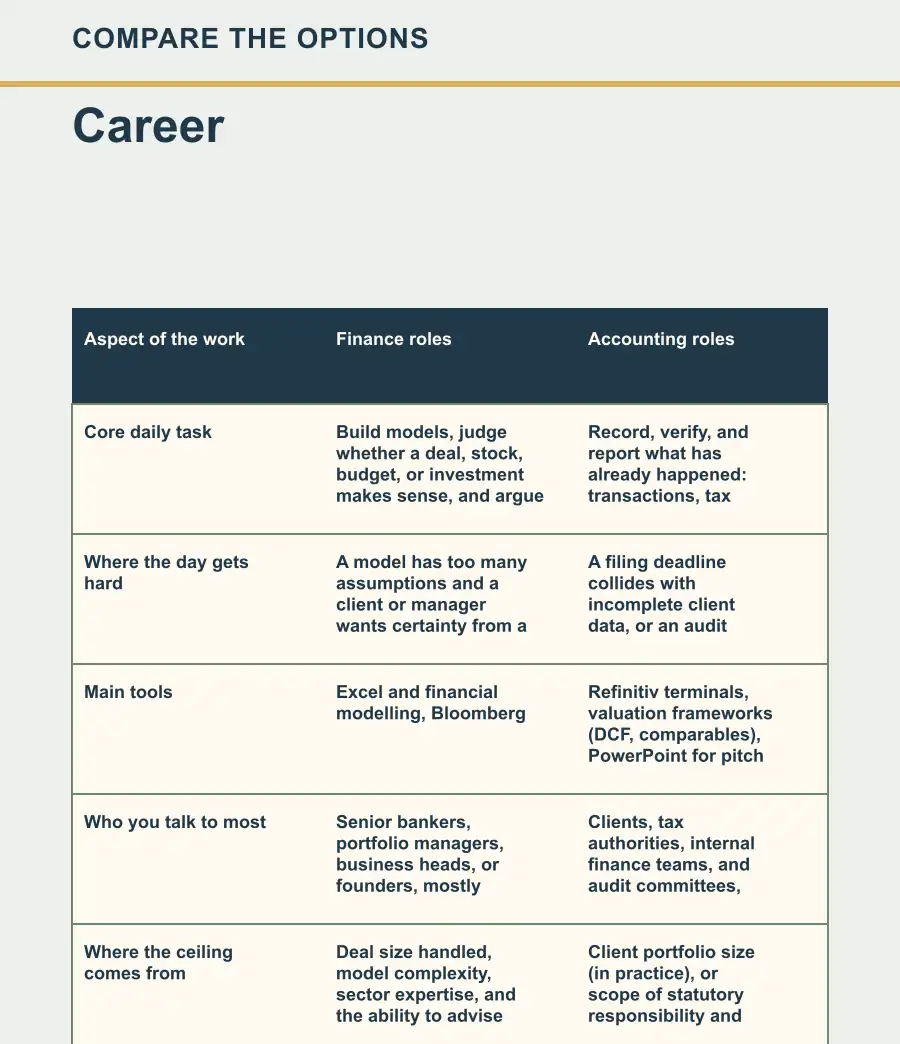 COMPARE THE OPTIONS
Career
Aspect of the work
Finance roles
Accounting roles
Core daily task
Build models, judge
whether a deal, stock,
budget, or investment
makes sense, and argue
Record, verify, and
report what has
already happened:
transactions, tax
Where the day gets
hard
A model has too many
assumptions and a
client or manager
wants certainty from a
A filing deadline
collides with
incomplete client
data, or an audit
Main tools
Excel and financial
modelling, Bloomberg
Refinitiv terminals,
valuation frameworks
(DCF, comparables),
PowerPoint for pitch
Who you talk to most
Senior bankers,
portfolio managers,
business heads, or
founders, mostly
Clients, tax
authorities, internal
finance teams, and
audit committees,
Where the ceiling
comes from
Deal size handled,
model complexity,
sector expertise, and
the ability to advise
Client portfolio size
(in practice), or
scope of statutory
responsibility and